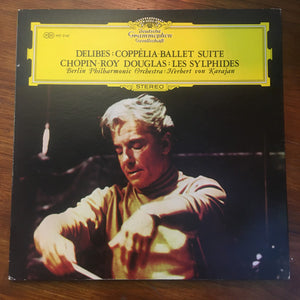 Deutsche
Grammophon
Gesellschaft
DELIBES: COPPÉLIA-BALLET SUITE
CHOPIN-ROY DOUGLAS: LES SYLPHIDES
Berlin Philharmonic Orchestra: Herbert von Karajan
STEREO